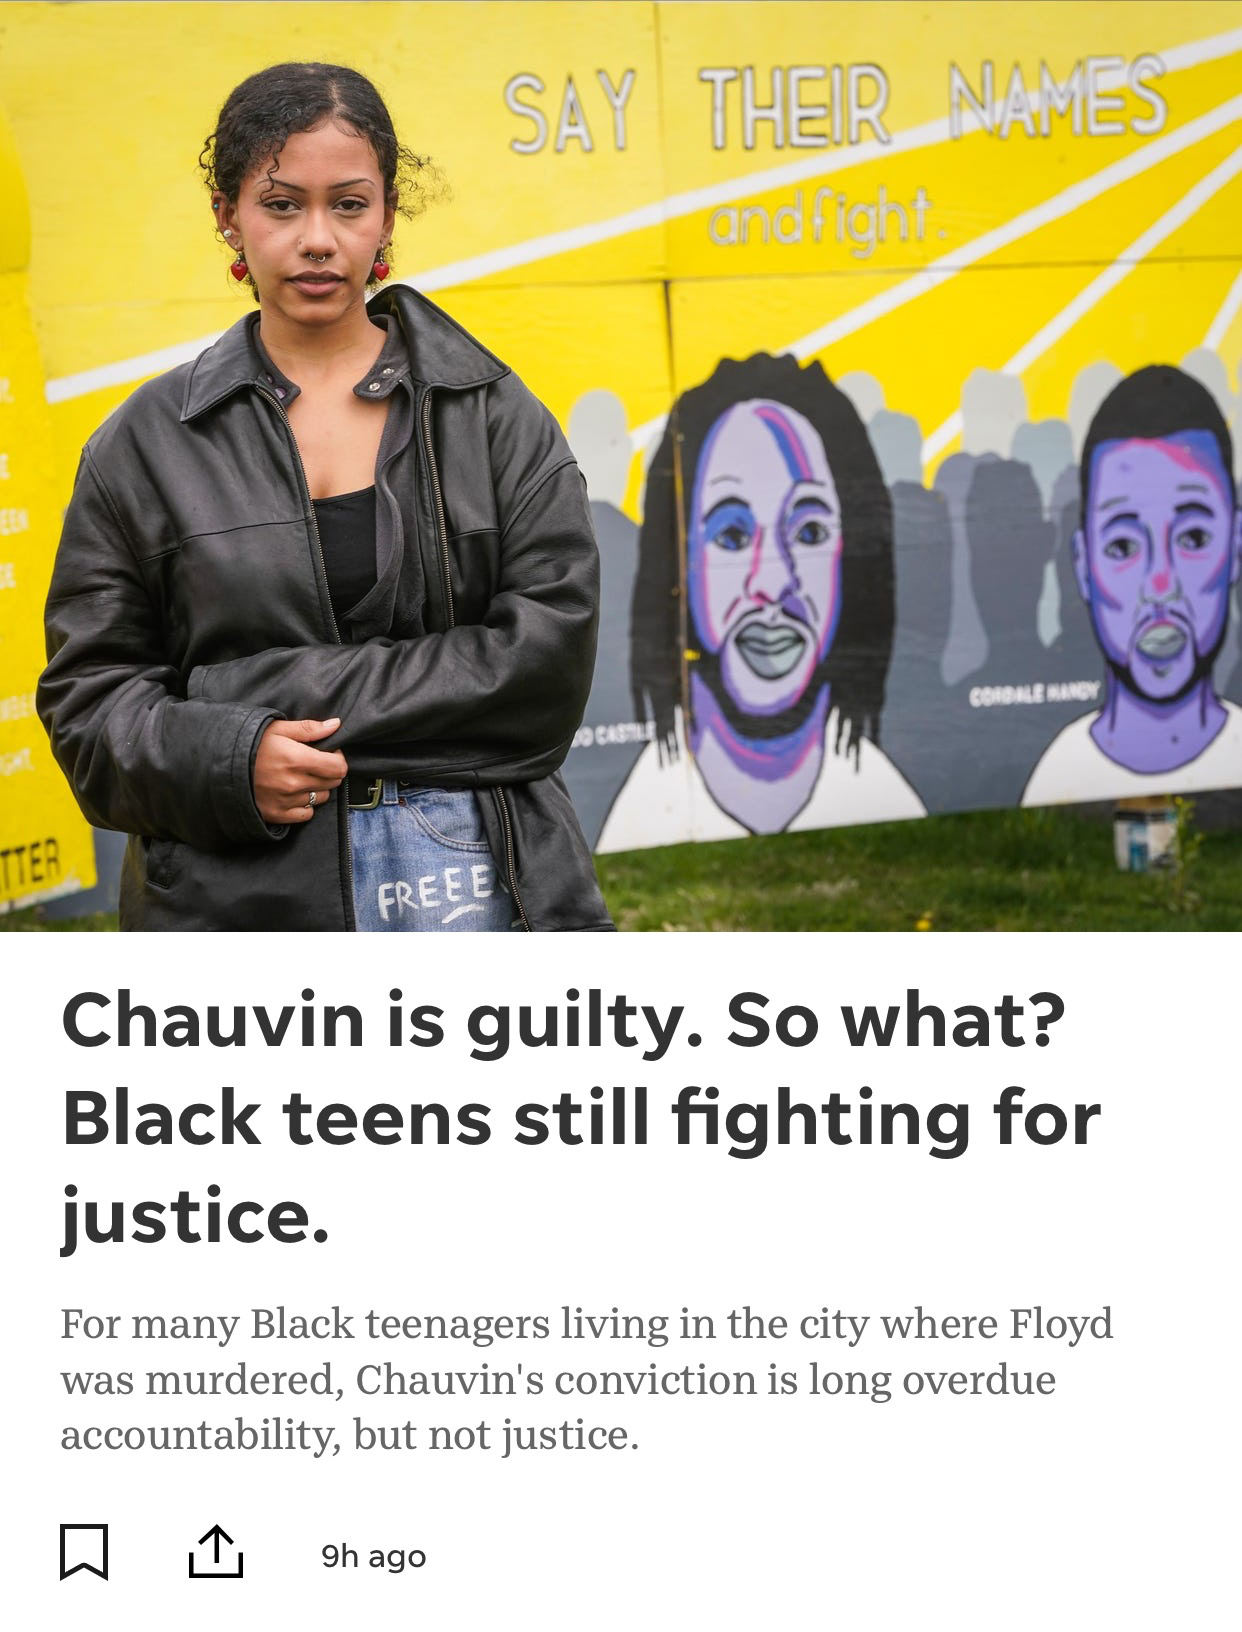 SAY THEIR NAMES
and fight.
CORDALE HANDY
CASTILE
TTER
FREEE
Chauvin is guilty. So what?
Black teens still fighting for
justice.
For many Black teenagers living in the city where Floyd
was murdered, Chauvin's conviction is long overdue
accountability, but not justice.
9h ago